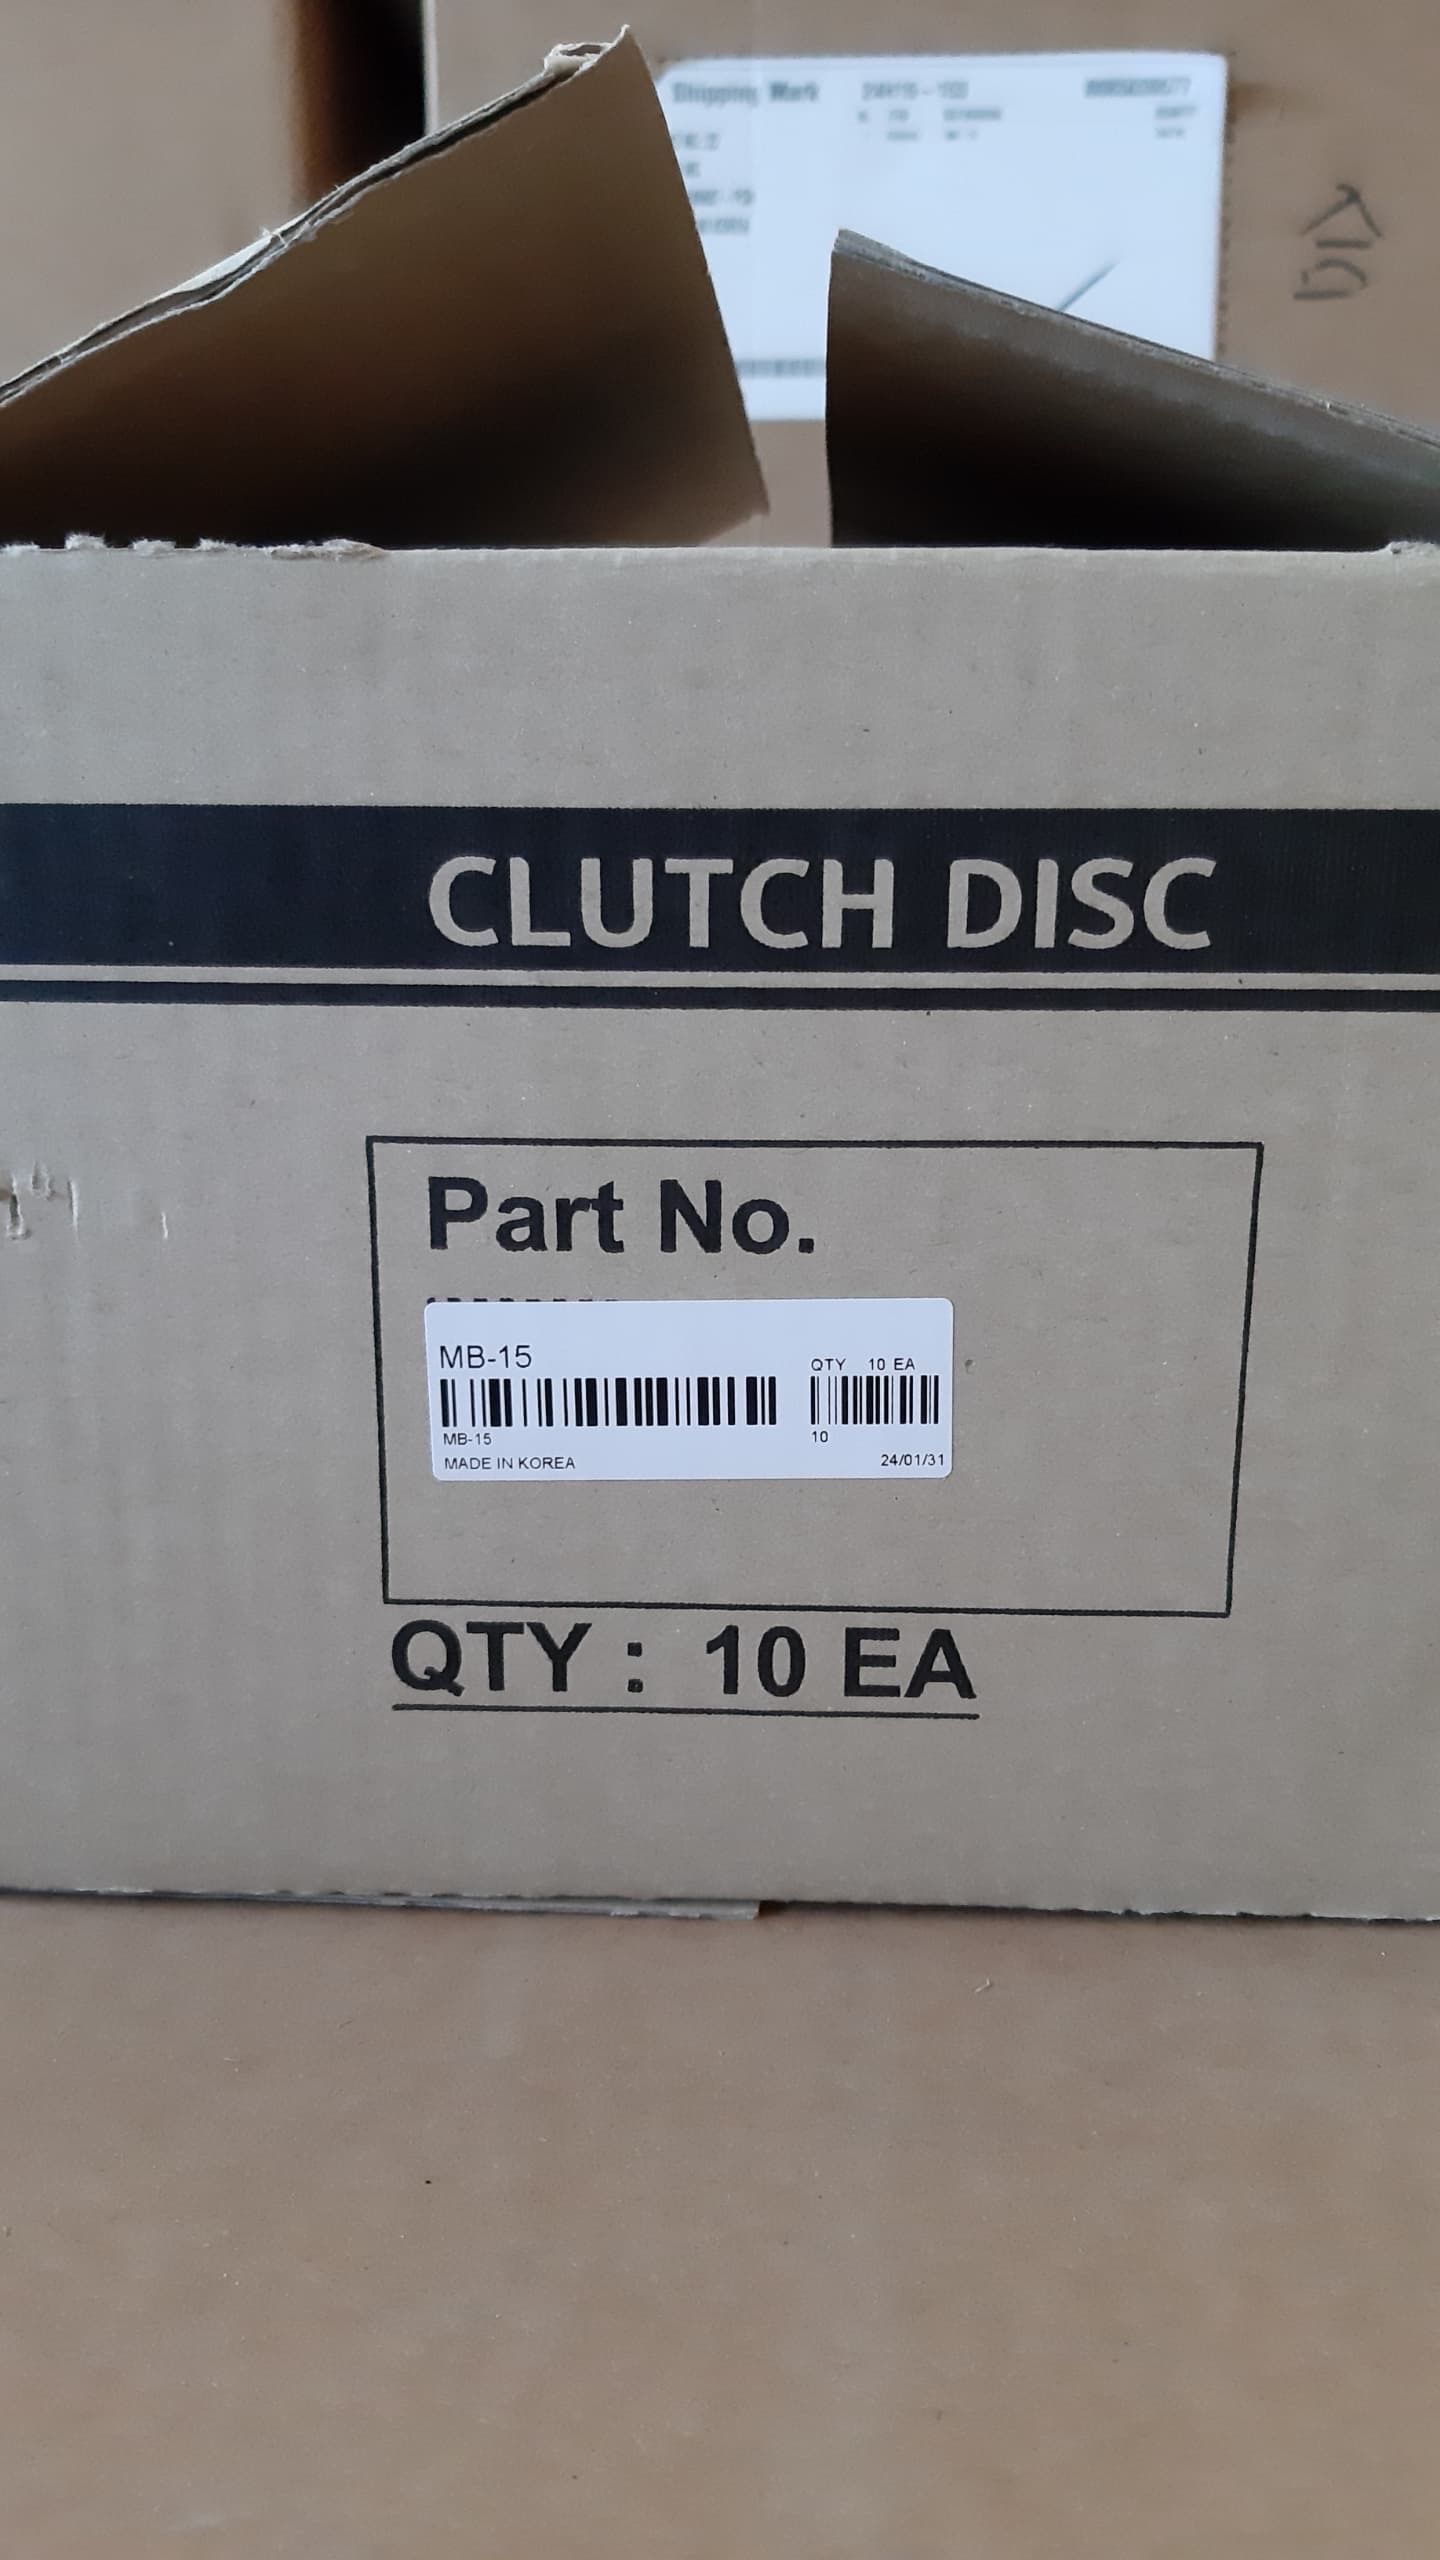 Shipping Mark
CLUTCH DISC
Part No.
MB-15
QTY 10 EA
MB-15
10
MADE IN KOREA
24/01/31
QTY : 10 EA